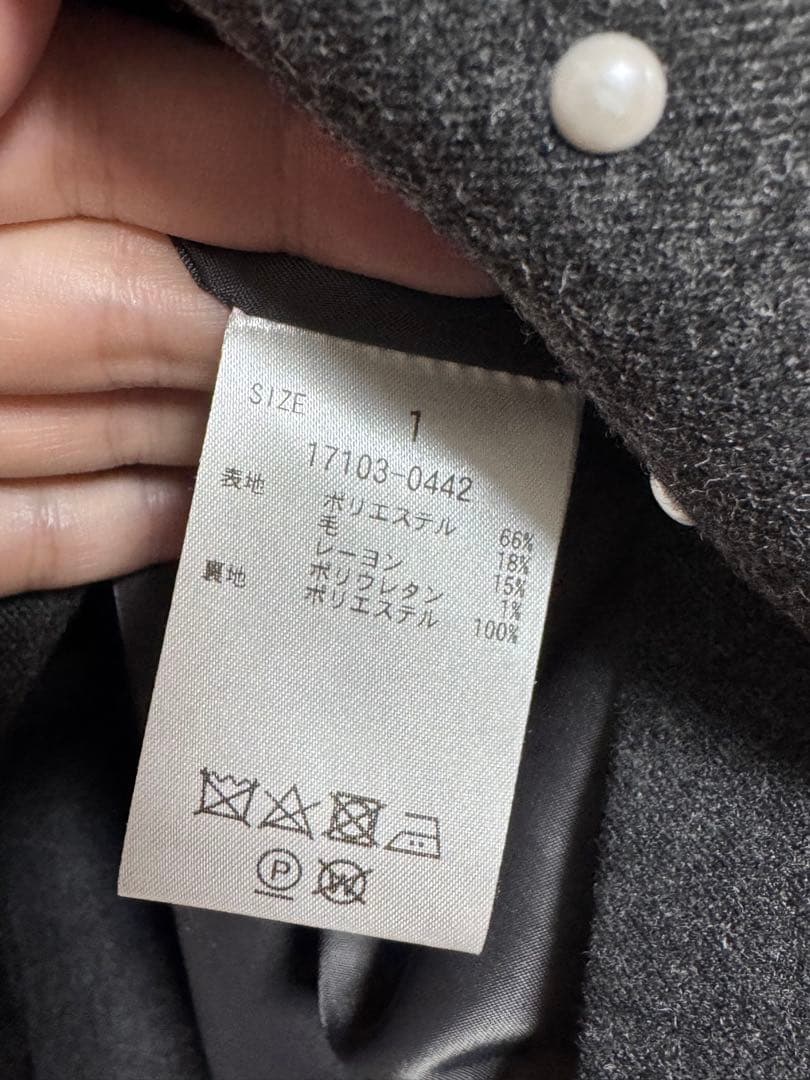 SIZE 1
17103-0442
表地 ポリエステル 66%
毛 18%
レーヨン 15%
ポリウレタン 1%
裏地 ポリエステル 100%
P W